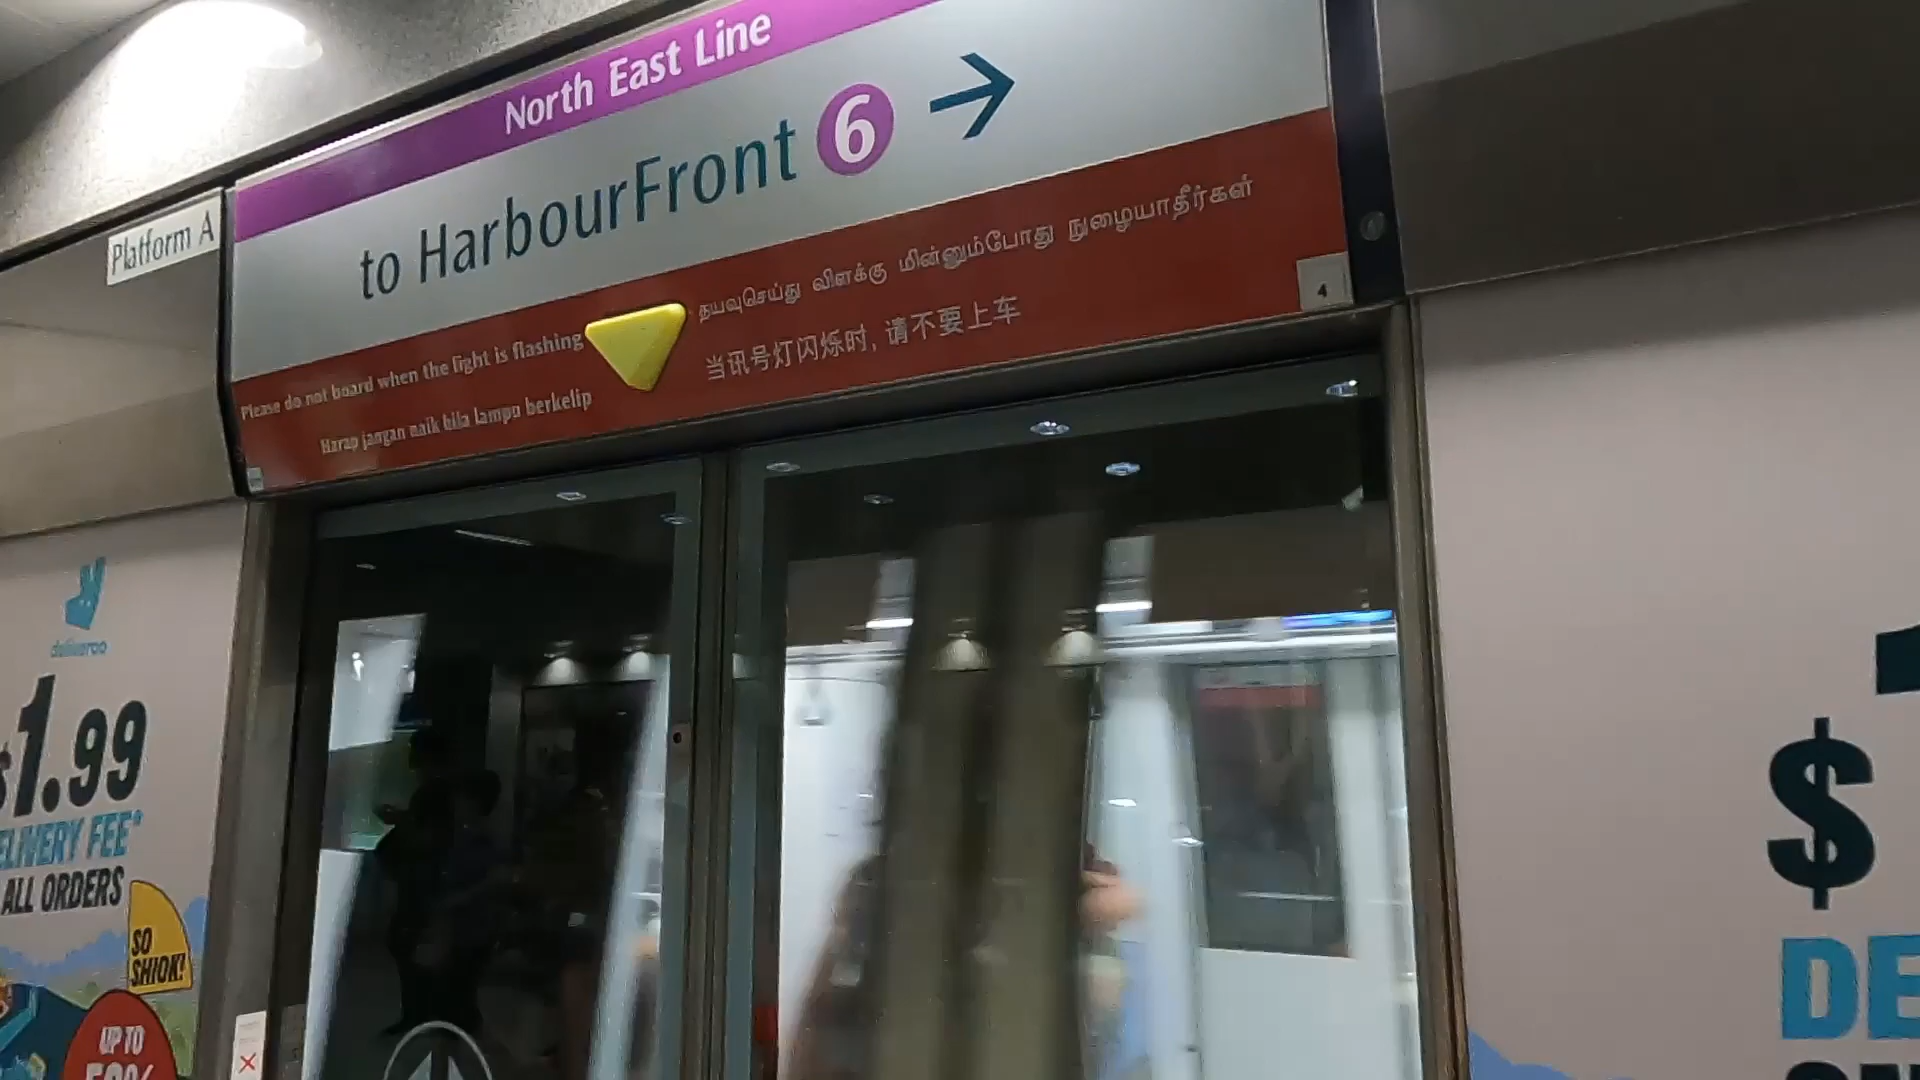 North East Line
Platform A
to HarbourFront 6 →
Please do not board when the light is flashing
Harap jangan naik bila lampu berkelip
தயவுசெய்து விளக்கு மின்னும்போது நுழையாதீர்கள்
当讯号灯闪烁时, 请不要上车
4
deliveroo
$1.99
ELIVERY FEE*
ALL ORDERS
SO
SHIOK!
UP TO
50%
$
DE